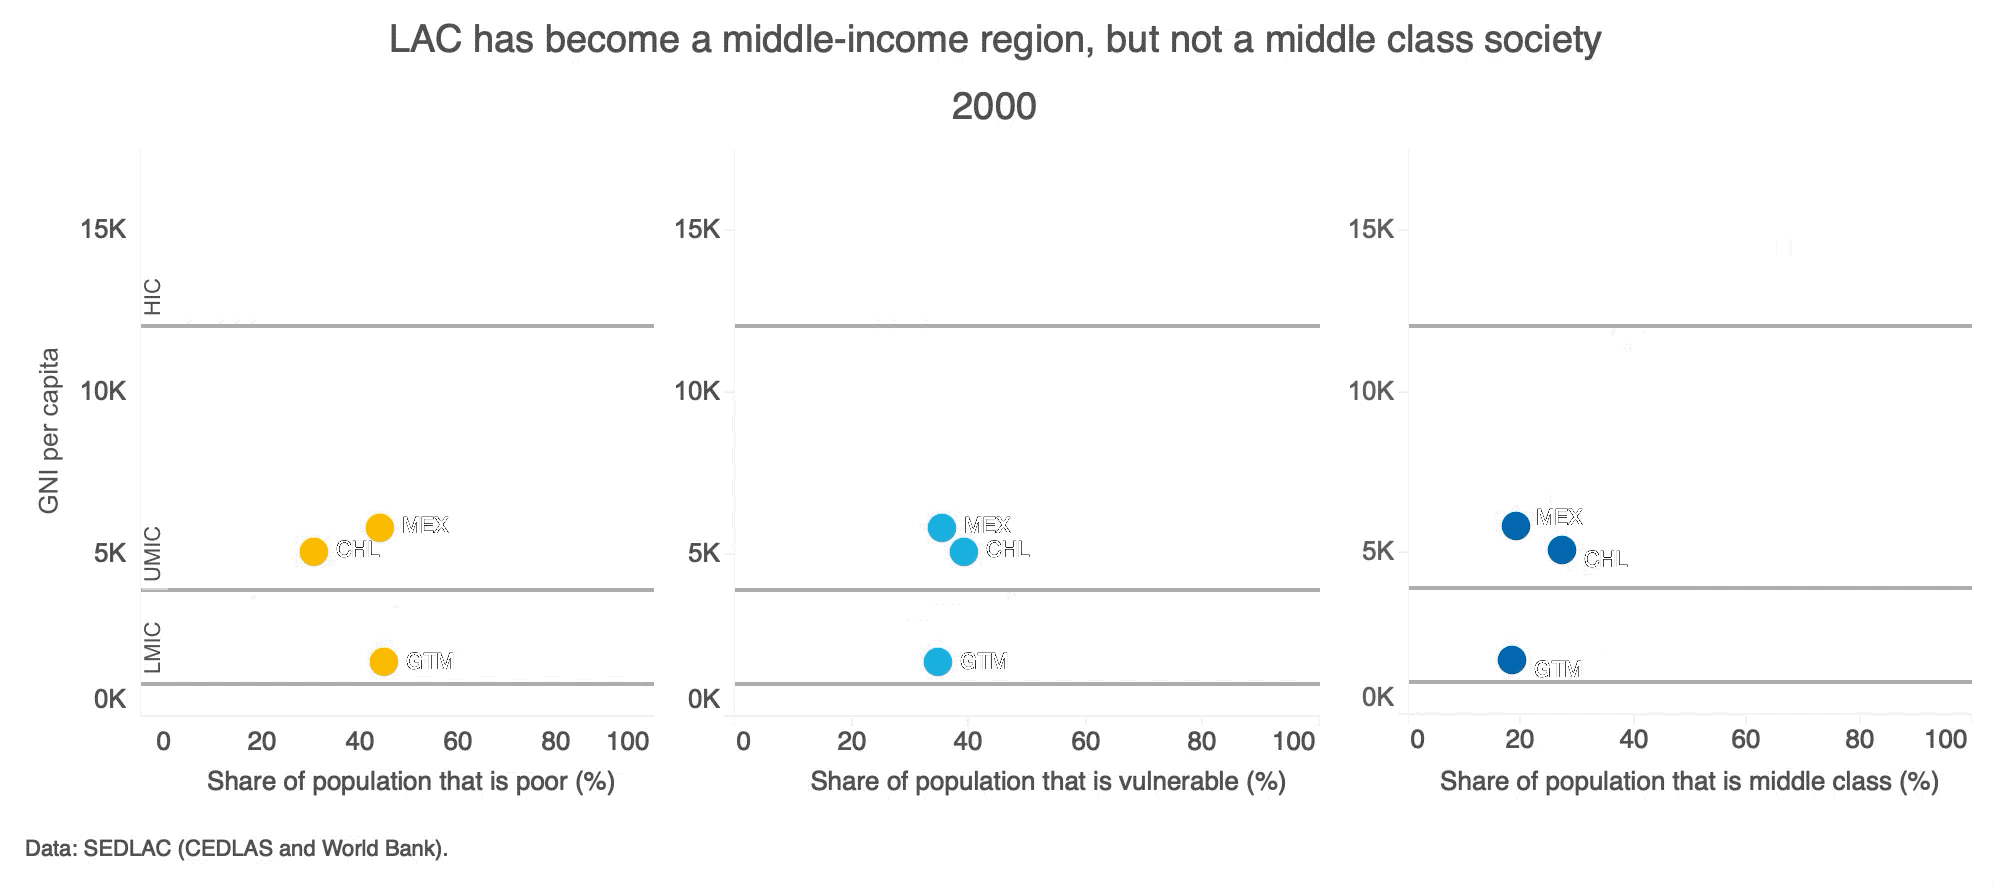 LAC has become a middle-income region, but not a middle class society
2000
GNI per capita
15K
10K
5K
0K
HIC
UMIC
LMIC
MEX
CHL
GTM
0 20 40 60 80 100
Share of population that is poor (%)
15K
10K
5K
0K
MEX
CHL
GTM
0 20 40 60 80 100
Share of population that is vulnerable (%)
15K
10K
5K
0K
MEX
CHL
GTM
0 20 40 60 80 100
Share of population that is middle class (%)
Data: SEDLAC (CEDLAS and World Bank).